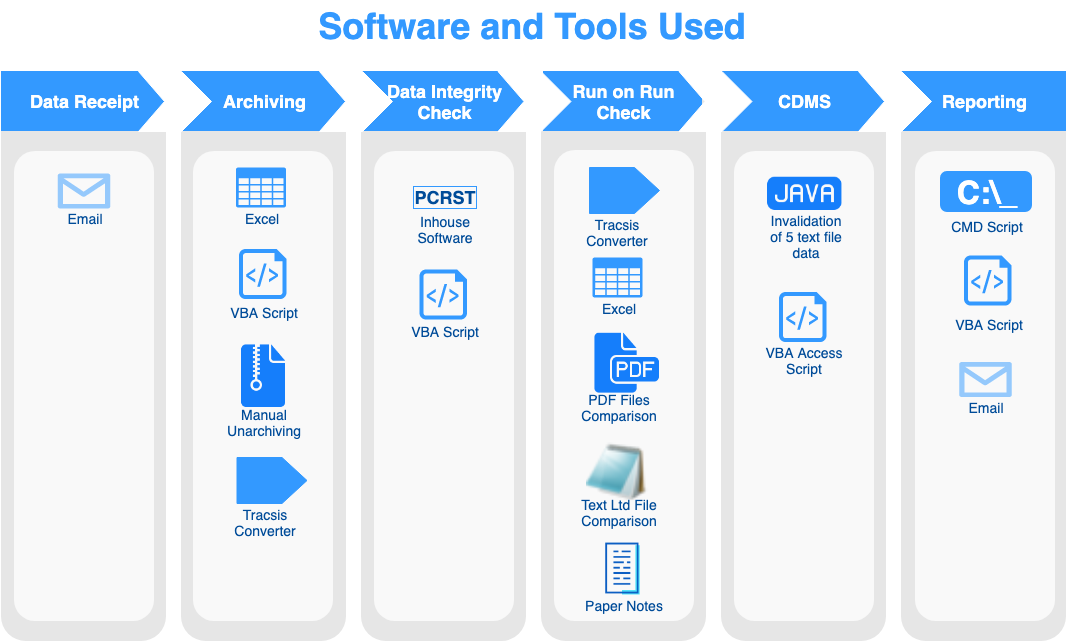 Software and Tools Used
Data Receipt
Archiving
Data Integrity
Check
Run on Run
Check
CDMS
Reporting
Email
Excel
</>
VBA Script
Manual
Unarchiving
Tracsis
Converter
PCRST
Inhouse
Software
</>
VBA Script
Tracsis
Converter
Excel
PDF
PDF Files
Comparison
Text Ltd File
Comparison
Paper Notes
JAVA
Invalidation
of 5 text file
data
</>
VBA Access
Script
C:\_
CMD Script
</>
VBA Script
Email